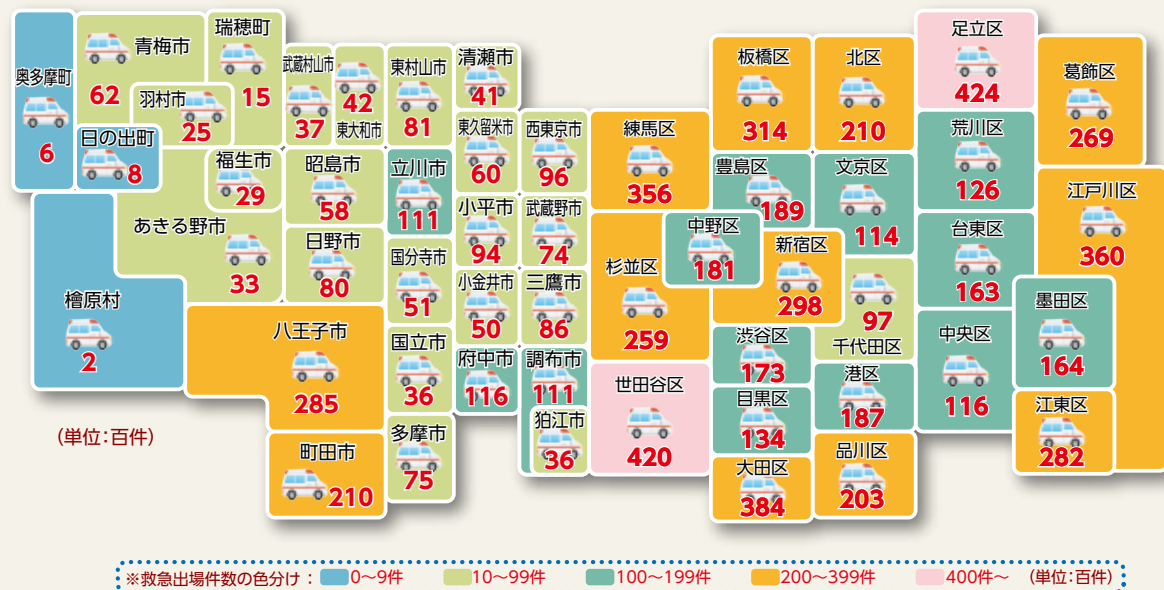 奥多摩町
6
青梅市
62
瑞穂町
15
羽村市
25
日の出町
8
武蔵村山市
37
42
東大和市
東村山市
81
清瀬市
41
福生市
29
昭島市
58
立川市
111
東久留米市
60
西東京市
96
あきる野市
33
日野市
80
国分寺市
51
小平市
94
武蔵野市
74
小金井市
50
三鷹市
86
檜原村
2
八王子市
285
国立市
36
府中市
116
調布市
111
狛江市
36
多摩市
75
町田市
210
練馬区
356
杉並区
259
世田谷区
420
板橋区
314
北区
210
足立区
424
葛飾区
269
豊島区
189
文京区
114
荒川区
126
中野区
181
新宿区
298
台東区
163
江戸川区
360
97
千代田区
墨田区
164
渋谷区
173
港区
187
中央区
116
目黒区
134
江東区
282
大田区
384
品川区
203
(単位:百件)
※救急出場件数の色分け: 0〜9件 10〜99件 100〜199件 200〜399件 400件〜 (単位:百件)